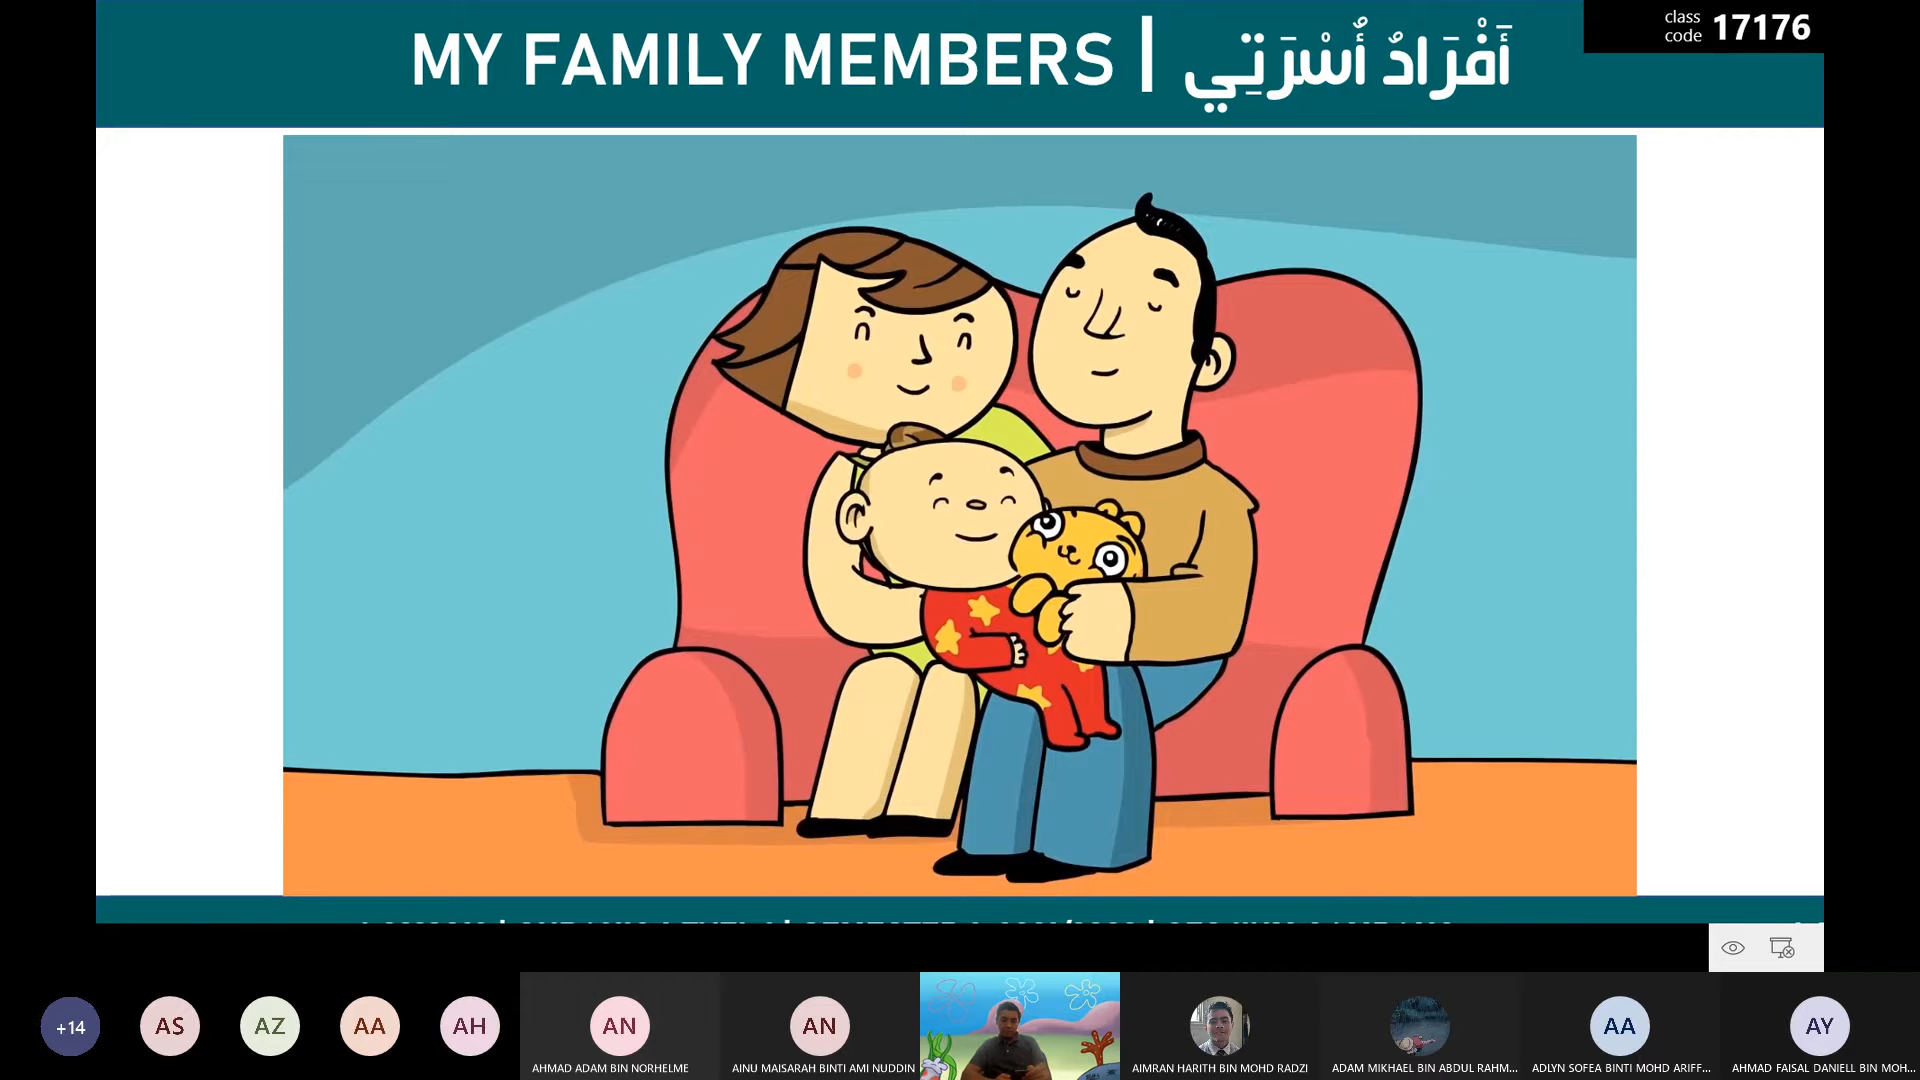 MY FAMILY MEMBERS | أَفْرَادُ أُسْرَتِي
class code 17176
+14
AS
AZ
AA
AH
AN
AHMAD ADAM BIN NORHELME
AN
AINU MAISARAH BINTI AMI NUDDIN
AIMRAN HARITH BIN MOHD RADZI
ADAM MIKHAEL BIN ABDUL RAHM...
AA
ADLYN SOFEA BINTI MOHD ARIFF...
AY
AHMAD FAISAL DANIELL BIN MOH...